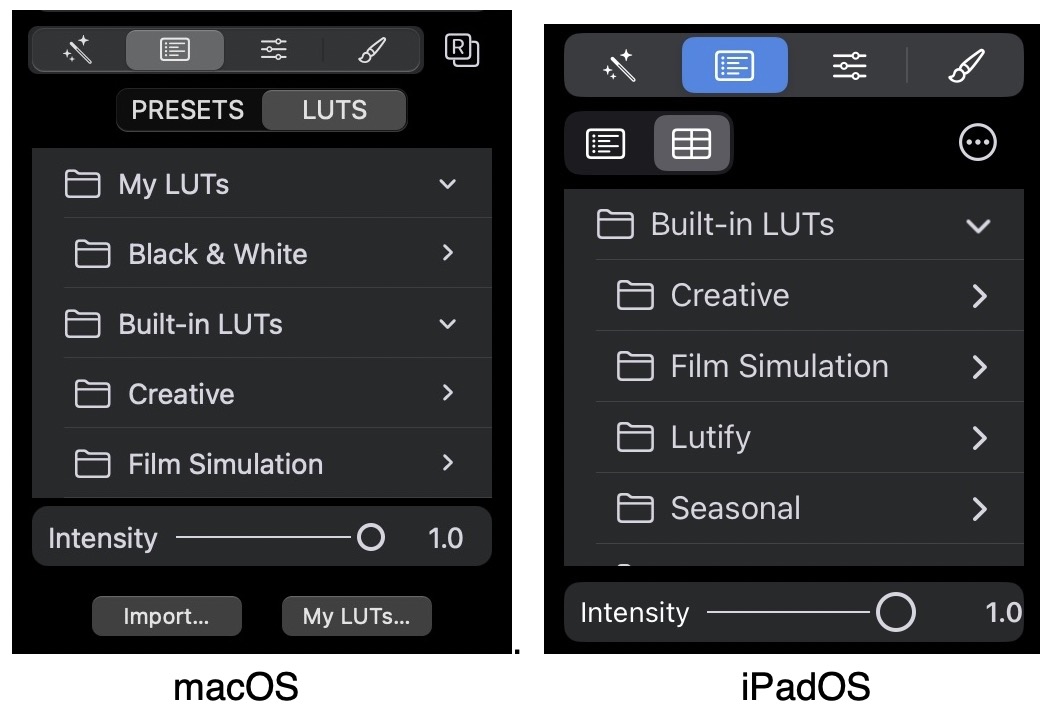 R
PRESETS LUTS
My LUTs
Black & White
Built-in LUTs
Creative
Film Simulation
Intensity 1.0
Import... My LUTs...
.
macOS
Built-in LUTs
Creative
Film Simulation
Lutify
Seasonal
Intensity 1.0
iPadOS